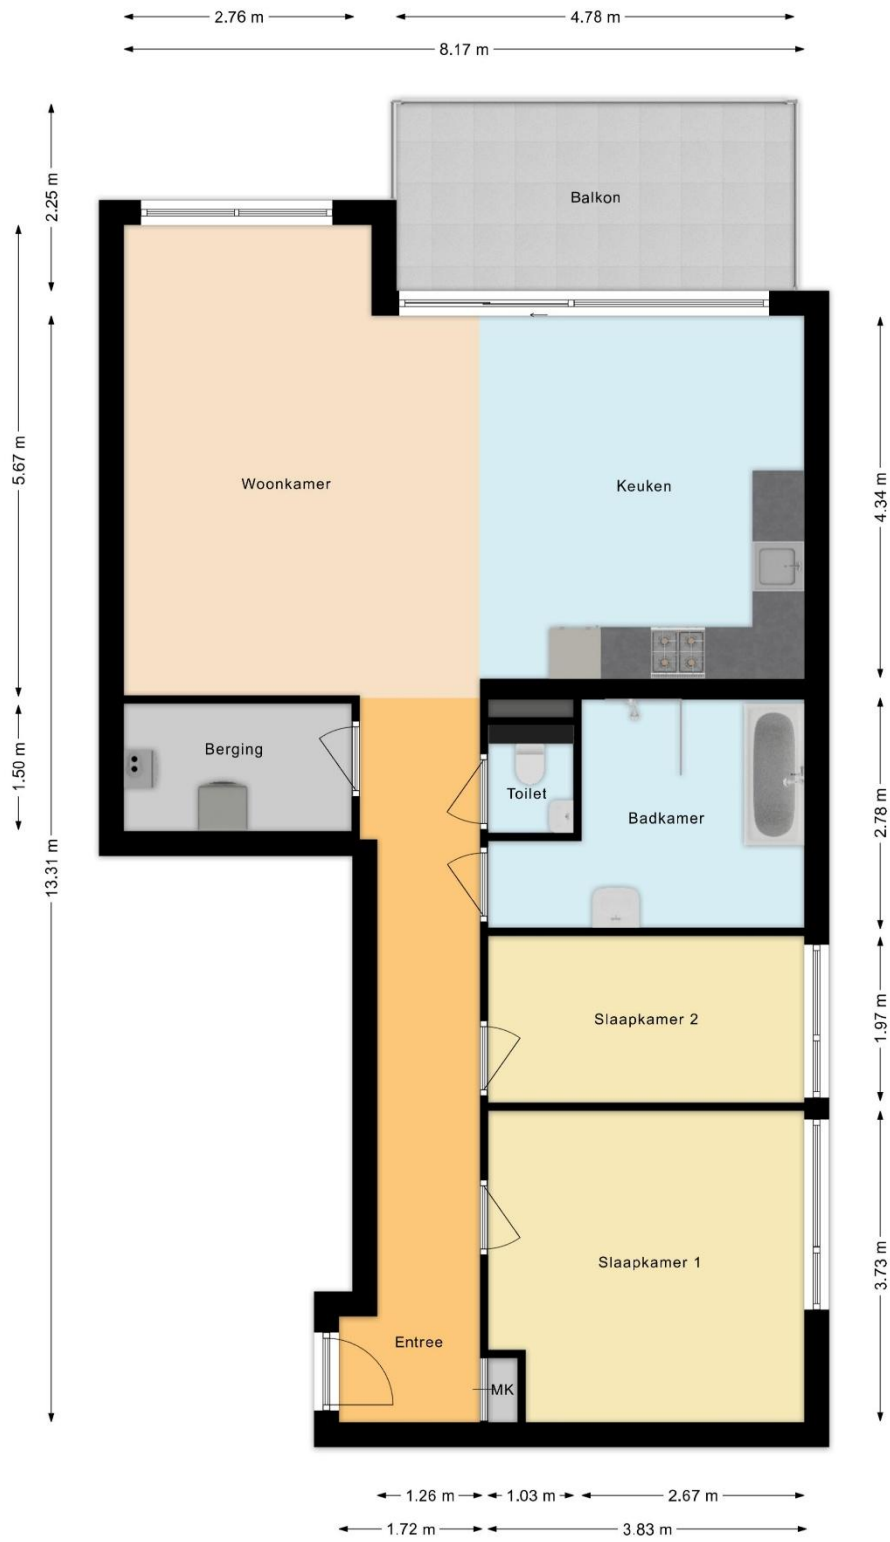 2.76 m
4.78 m
8.17 m
2.25 m
Balkon
5.67 m
Woonkamer
Keuken
4.34 m
Berging
1.50 m
Toilet
Badkamer
2.78 m
13.31 m
Slaapkamer 2
1.97 m
Slaapkamer 1
3.73 m
Entree
MK
1.26 m
1.03 m
2.67 m
1.72 m
3.83 m